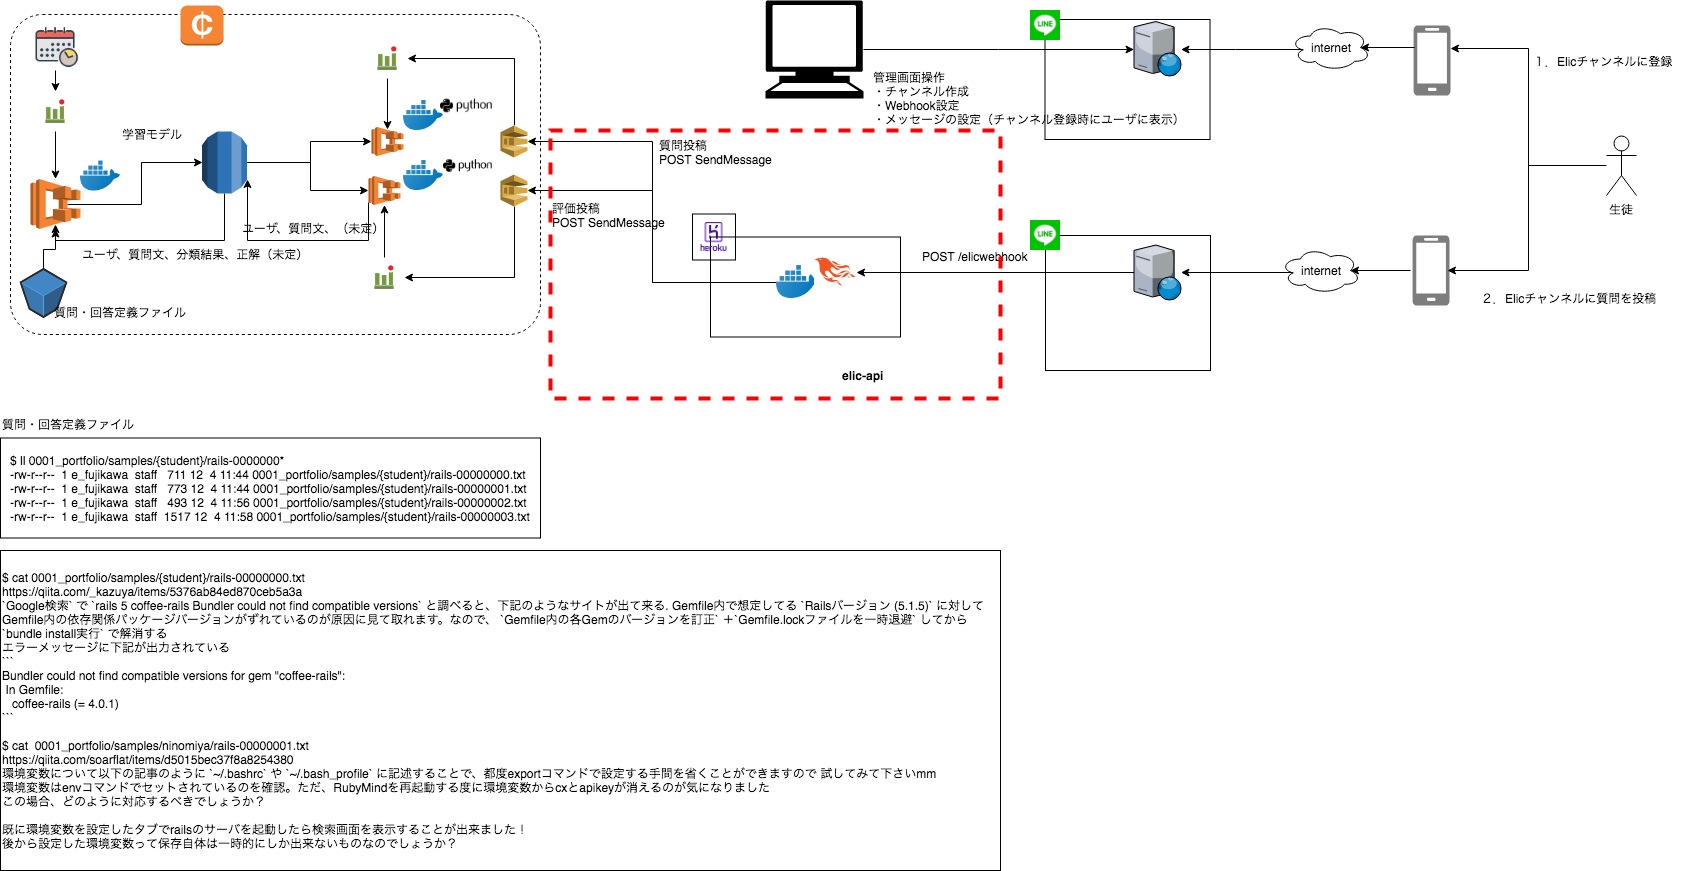 LINE
internet
1．Elicチャンネルに登録
管理画面操作
・チャンネル作成
・Webhook設定
・メッセージの設定（チャンネル登録時にユーザに表示）
python
学習モデル
python
質問投稿
POST SendMessage
評価投稿
POST SendMessage
生徒
ユーザ、質問文、（未定）
ユーザ、質問文、分類結果、正解（未定）
heroku
LINE
POST /elicwebhook
internet
2．Elicチャンネルに質問を投稿
質問・回答定義ファイル
elic-api
質問・回答定義ファイル
$ ll 0001_portfolio/samples/{student}/rails-0000000*
-rw-r--r--  1 e_fujikawa  staff   711 12  4 11:44 0001_portfolio/samples/{student}/rails-00000000.txt
-rw-r--r--  1 e_fujikawa  staff   773 12  4 11:44 0001_portfolio/samples/{student}/rails-00000001.txt
-rw-r--r--  1 e_fujikawa  staff   493 12  4 11:56 0001_portfolio/samples/{student}/rails-00000002.txt
-rw-r--r--  1 e_fujikawa  staff  1517 12  4 11:58 0001_portfolio/samples/{student}/rails-00000003.txt
$ cat 0001_portfolio/samples/{student}/rails-00000000.txt
https://qiita.com/_kazuya/items/5376ab84ed870ceb5a3a
`Google検索` で `rails 5 coffee-rails Bundler could not find compatible versions` と調べると、下記のようなサイトが出て来る. Gemfile内で想定してる `Railsバージョン (5.1.5)` に対して
Gemfile内の依存関係パッケージバージョンがずれているのが原因に見て取れます。なので、 `Gemfile内の各Gemのバージョンを訂正` ＋`Gemfile.lockファイルを一時退避` してから
`bundle install実行` で解消する
エラーメッセージに下記が出力されている
```
Bundler could not find compatible versions for gem "coffee-rails":
In Gemfile:
coffee-rails (= 4.0.1)
```
$ cat  0001_portfolio/samples/ninomiya/rails-00000001.txt
https://qiita.com/soarflat/items/d5015bec37f8a8254380
環境変数について以下の記事のように `~/.bashrc` や `~/.bash_profile` に記述することで、都度exportコマンドで設定する手間を省くことができますので 試してみて下さいmm
環境変数はenvコマンドでセットされているのを確認。ただ、RubyMindを再起動する度に環境変数からcxとapikeyが消えるのが気になりました
この場合、どのように対応するべきでしょうか？
既に環境変数を設定したタブでrailsのサーバを起動したら検索画面を表示することが出来ました！
後から設定した環境変数って保存自体は一時的にしか出来ないものなのでしょうか？